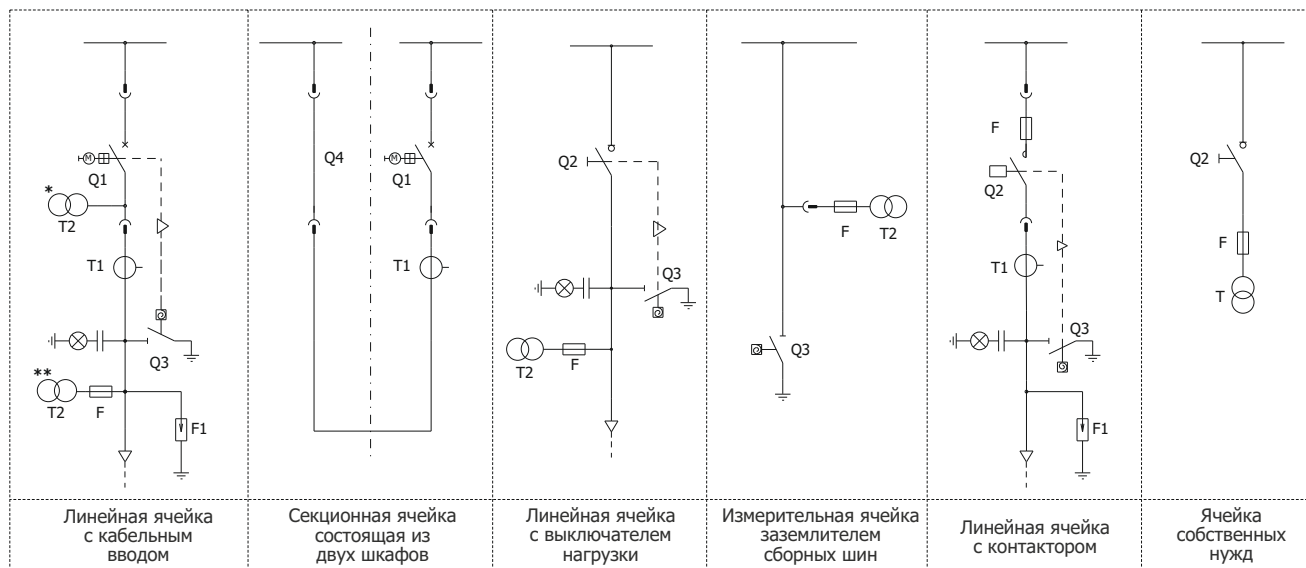 M
Q1
*
T2
T1
Q3
**
T2
F
F1
Линейная ячейка
с кабельным
вводом
Q4
M
Q1
T1
Секционная ячейка
состоящая из
двух шкафов
Q2
Q3
T2
F
Линейная ячейка
с выключателем
нагрузки
F
T2
Q3
Измерительная ячейка
заземлителем
сборных шин
F
Q2
T1
Q3
F1
Линейная ячейка
с контактором
Q2
F
T
Ячейка
собственных
нужд